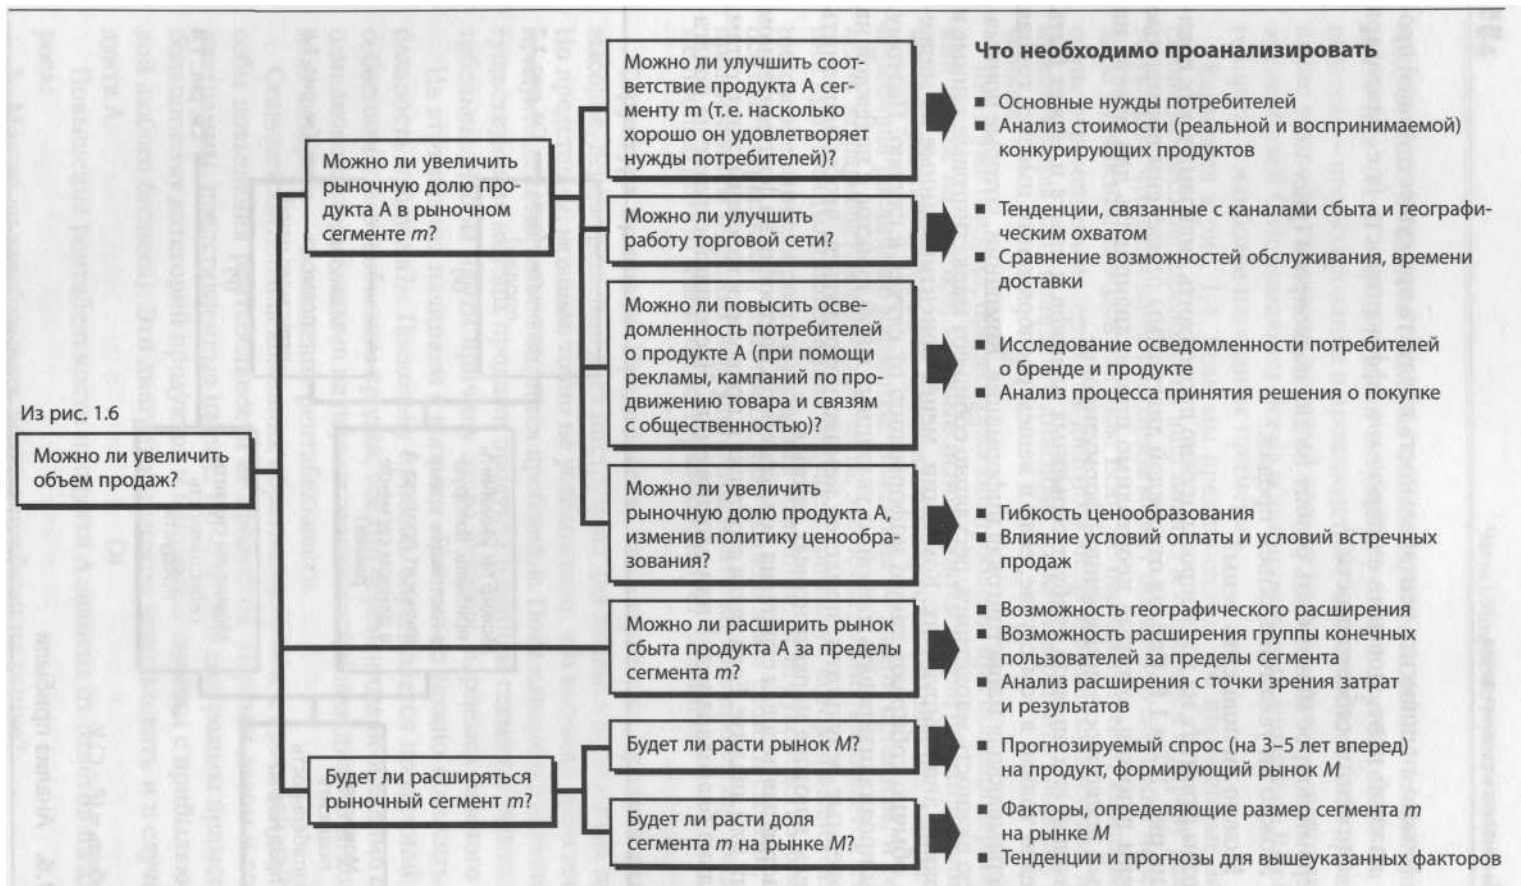 Что необходимо проанализировать
Из рис. 1.6
Можно ли увеличить
объем продаж?
Можно ли увеличить
рыночную долю про-
дукта А в рыночном
сегменте m?
Можно ли улучшить соот-
ветствие продукта А сег-
менту m (т. е. насколько
хорошо он удовлетворяет
нужды потребителей)?
■ Основные нужды потребителей
■ Анализ стоимости (реальной и воспринимаемой)
конкурирующих продуктов
Можно ли улучшить
работу торговой сети?
■ Тенденции, связанные с каналами сбыта и географи-
ческим охватом
■ Сравнение возможностей обслуживания, времени
доставки
Можно ли повысить осве-
домленность потребителей
о продукте А (при помощи
рекламы, кампаний по про-
движению товара и связям
с общественностью)?
■ Исследование осведомленности потребителей
о бренде и продукте
■ Анализ процесса принятия решения о покупке
Можно ли увеличить
рыночную долю продукта А,
изменив политику ценообра-
зования?
■ Гибкость ценообразования
■ Влияние условий оплаты и условий встречных
продаж
Можно ли расширить рынок
сбыта продукта А за пределы
сегмента m?
■ Возможность географического расширения
■ Возможность расширения группы конечных
пользователей за пределы сегмента
■ Анализ расширения с точки зрения затрат
и результатов
Будет ли расширяться
рыночный сегмент m?
Будет ли расти рынок М?
■ Прогнозируемый спрос (на 3–5 лет вперед)
на продукт, формирующий рынок М
Будет ли расти доля
сегмента m на рынке М?
■ Факторы, определяющие размер сегмента m
на рынке М
■ Тенденции и прогнозы для вышеуказанных факторов